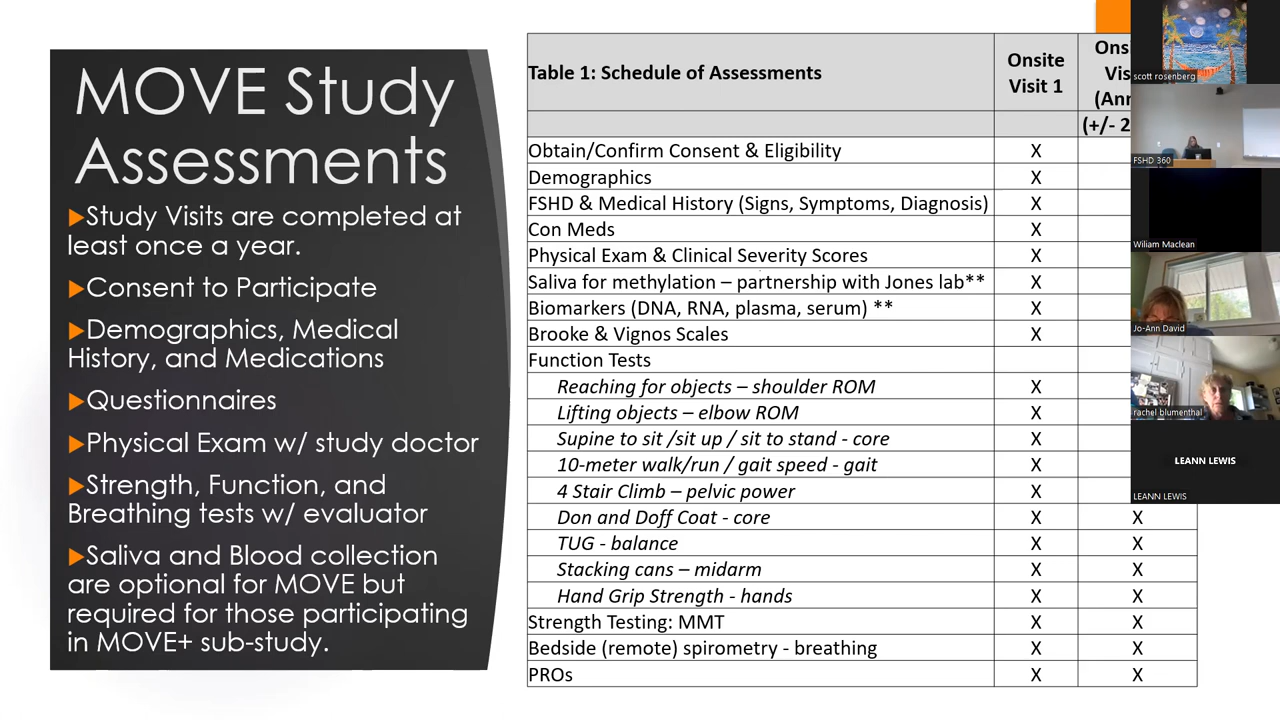 MOVE Study
Assessments
Study Visits are completed at
least once a year.
Consent to Participate
Demographics, Medical
History, and Medications
Questionnaires
Physical Exam w/ study doctor
Strength, Function, and
Breathing tests w/ evaluator
Saliva and Blood collection
are optional for MOVE but
required for those participating
in MOVE+ sub-study.
Table 1: Schedule of Assessments
Onsite
Visit 1
(+/- 2
Obtain/Confirm Consent & Eligibility X
Demographics X
FSHD & Medical History (Signs, Symptoms, Diagnosis) X
Con Meds X
Physical Exam & Clinical Severity Scores X
Saliva for methylation – partnership with Jones lab** X
Biomarkers (DNA, RNA, plasma, serum) ** X
Brooke & Vignos Scales X
Function Tests
Reaching for objects – shoulder ROM X
Lifting objects – elbow ROM X
Supine to sit /sit up / sit to stand - core X
10-meter walk/run / gait speed - gait X
4 Stair Climb – pelvic power X
Don and Doff Coat - core X X
TUG - balance X X
Stacking cans – midarm X X
Hand Grip Strength - hands X X
Strength Testing: MMT X X
Bedside (remote) spirometry - breathing X X
PROs X X
scott rosenberg
FSHD 360
Wiliam Maclean
Jo-Ann David
rachel blumenthal
LEANN LEWIS
LEANN LEWIS